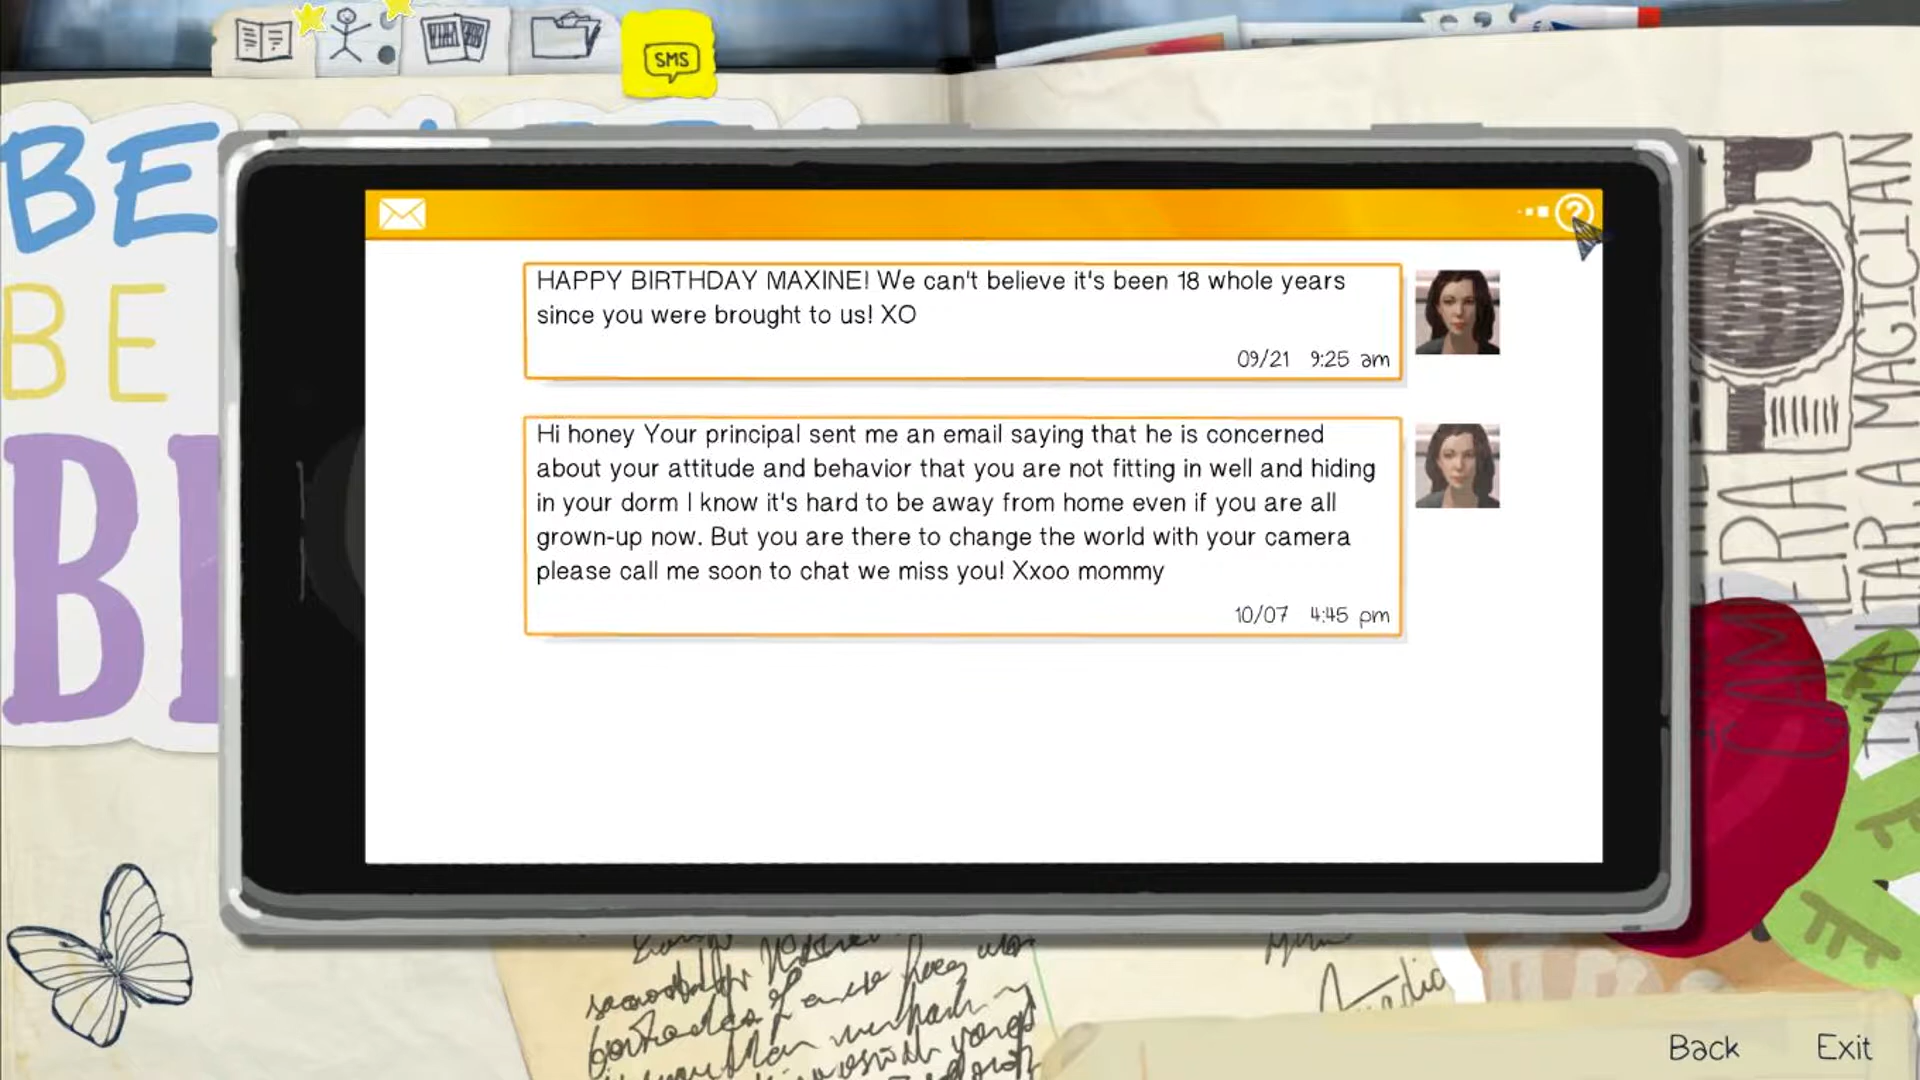 SMS
BE
BE
HAPPY BIRTHDAY MAXINE! We can't believe it's been 18 whole years
since you were brought to us! XO
09/21 9:25 am
Hi honey Your principal sent me an email saying that he is concerned
about your attitude and behavior that you are not fitting in well and hiding
in your dorm I know it's hard to be away from home even if you are all
grown-up now. But you are there to change the world with your camera
please call me soon to chat we miss you! Xxoo mommy
10/07 4:45 pm
MAGICIAN
Back Exit